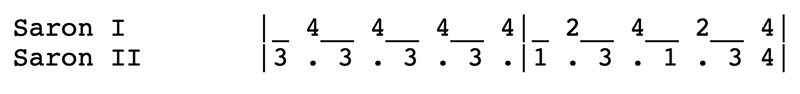 Saron I |_ 4__ 4__ 4__ 4|_ 2__ 4__ 2__ 4|
Saron II |3 . 3 . 3 . 3 .|1 . 3 . 1 . 3 4|